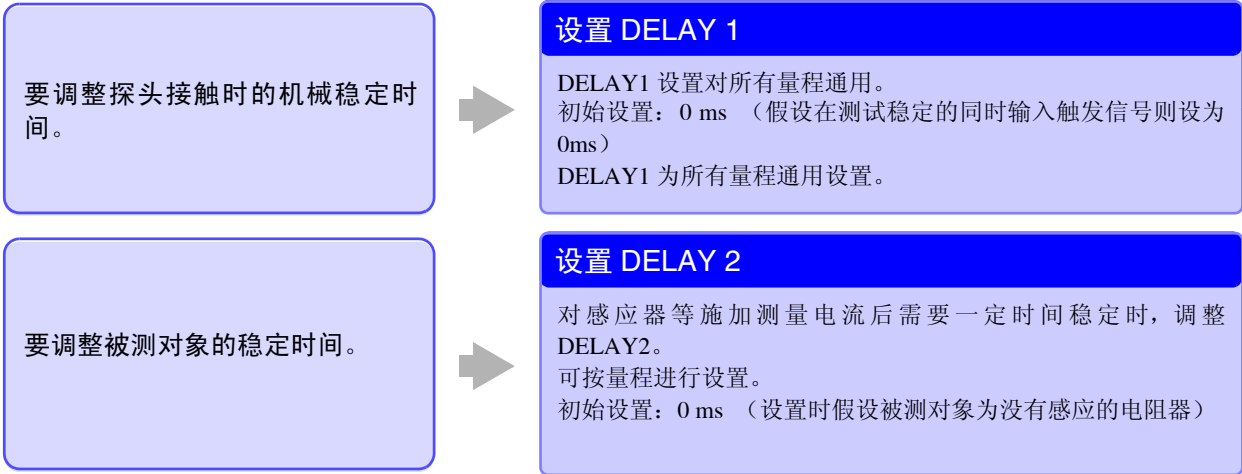 要调整探头接触时的机械稳定时
间。
设置 DELAY 1
DELAY1 设置对所有量程通用。
初始设置：0 ms （假设在测试稳定的同时输入触发信号则设为
0ms）
DELAY1 为所有量程通用设置。
要调整被测对象的稳定时间。
设置 DELAY 2
对感应器等施加测量电流后需要一定时间稳定时，调整
DELAY2。
可按量程进行设置。
初始设置：0 ms （设置时假设被测对象为没有感应的电阻器）